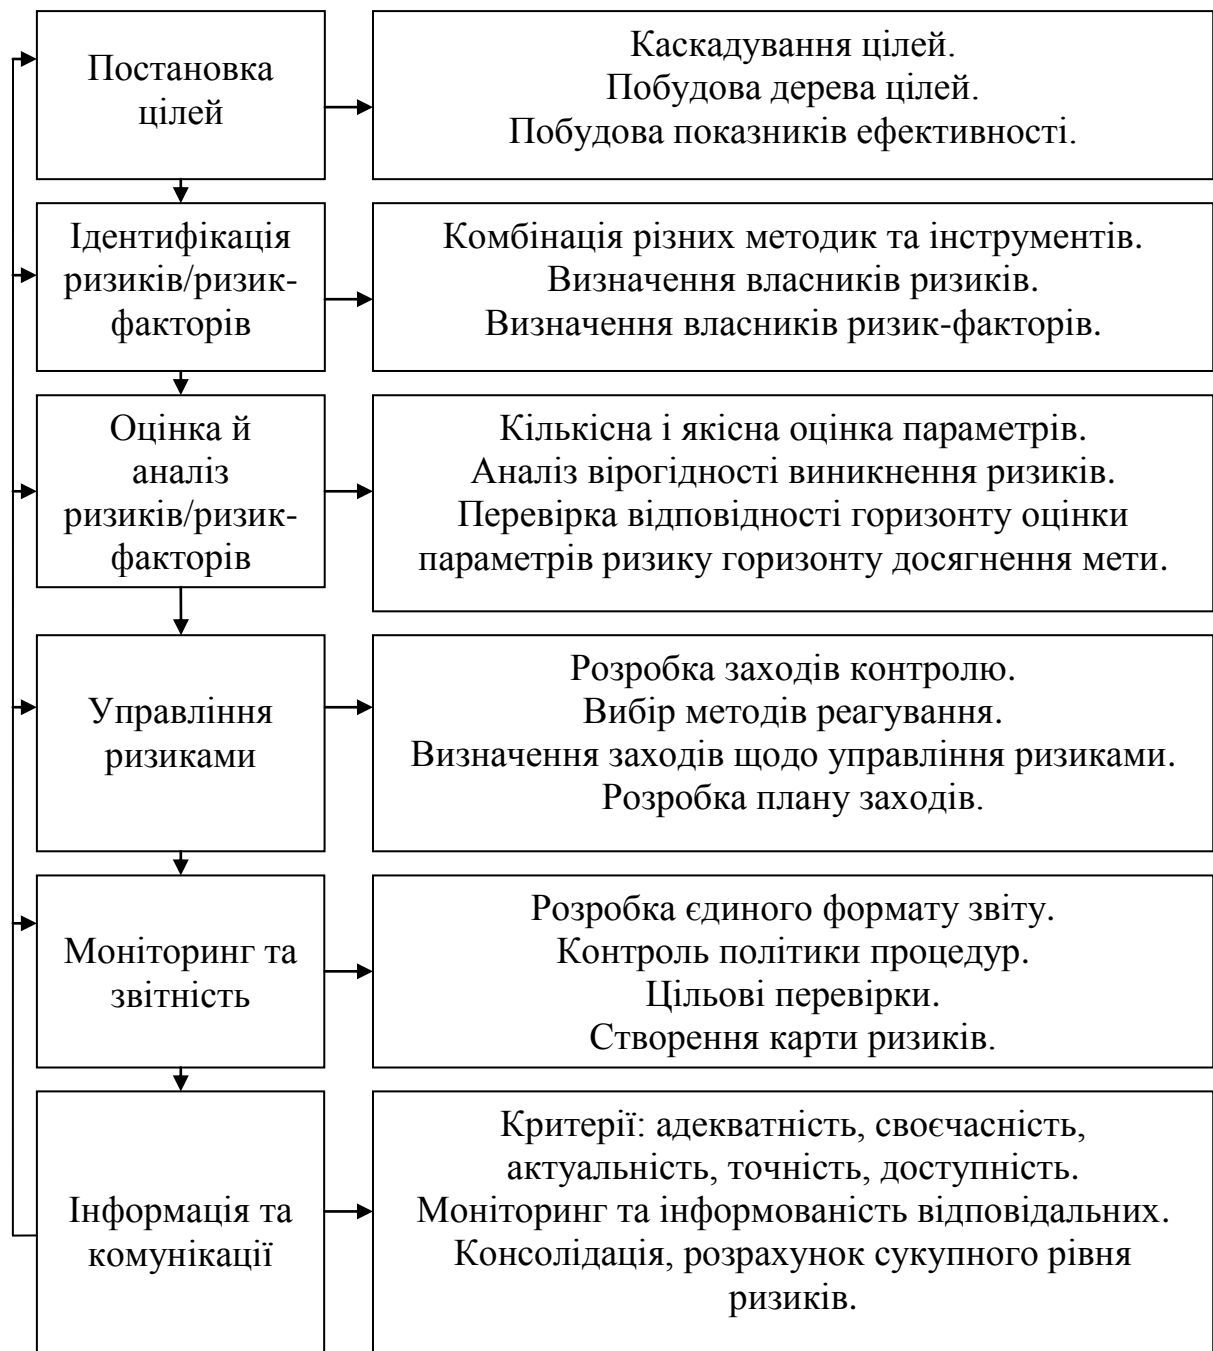 Постановка
цілей
Каскадування цілей.
Побудова дерева цілей.
Побудова показників ефективності.
Ідентифікація
ризиків/ризик-
факторів
Комбінація різних методик та інструментів.
Визначення власників ризиків.
Визначення власників ризик-факторів.
Оцінка й
аналіз
ризиків/ризик-
факторів
Кількісна і якісна оцінка параметрів.
Аналіз вірогідності виникнення ризиків.
Перевірка відповідності горизонту оцінки
параметрів ризику горизонту досягнення мети.
Управління
ризиками
Розробка заходів контролю.
Вибір методів реагування.
Визначення заходів щодо управління ризиками.
Розробка плану заходів.
Моніторинг та
звітність
Розробка єдиного формату звіту.
Контроль політики процедур.
Цільові перевірки.
Створення карти ризиків.
Інформація та
комунікації
Критерії: адекватність, своєчасність,
актуальність, точність, доступність.
Моніторинг та інформованість відповідальних.
Консолідація, розрахунок сукупного рівня
ризиків.